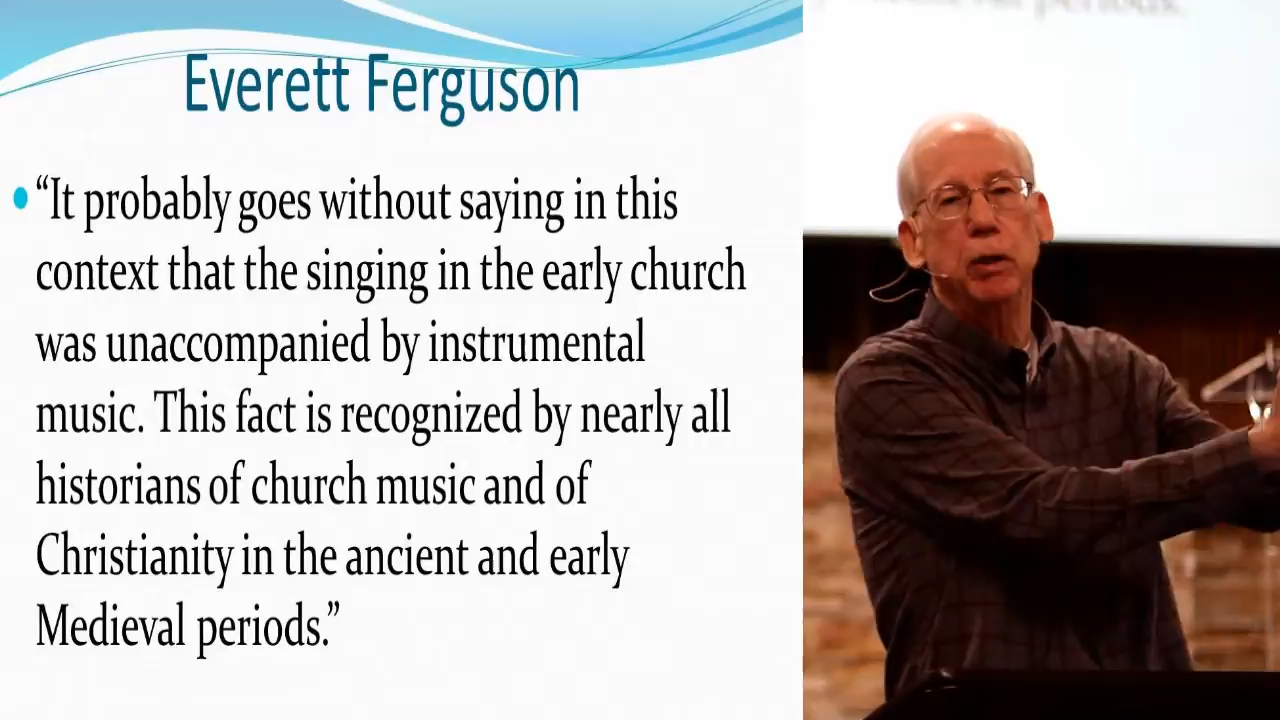 Everett Ferguson
• “It probably goes without saying in this
context that the singing in the early church
was unaccompanied by instrumental
music. This fact is recognized by nearly all
historians of church music and of
Christianity in the ancient and early
Medieval periods.”
periods.